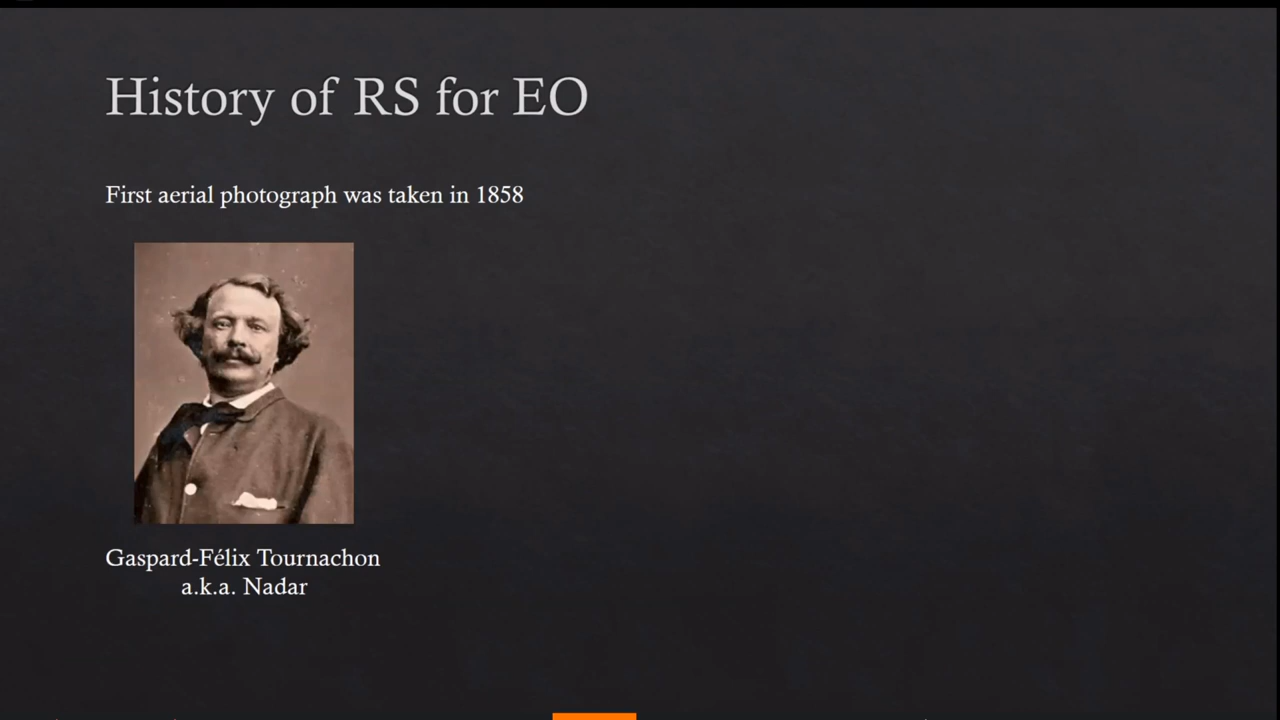 History of RS for EO
First aerial photograph was taken in 1858
Gaspard-Félix Tournachon
a.k.a. Nadar